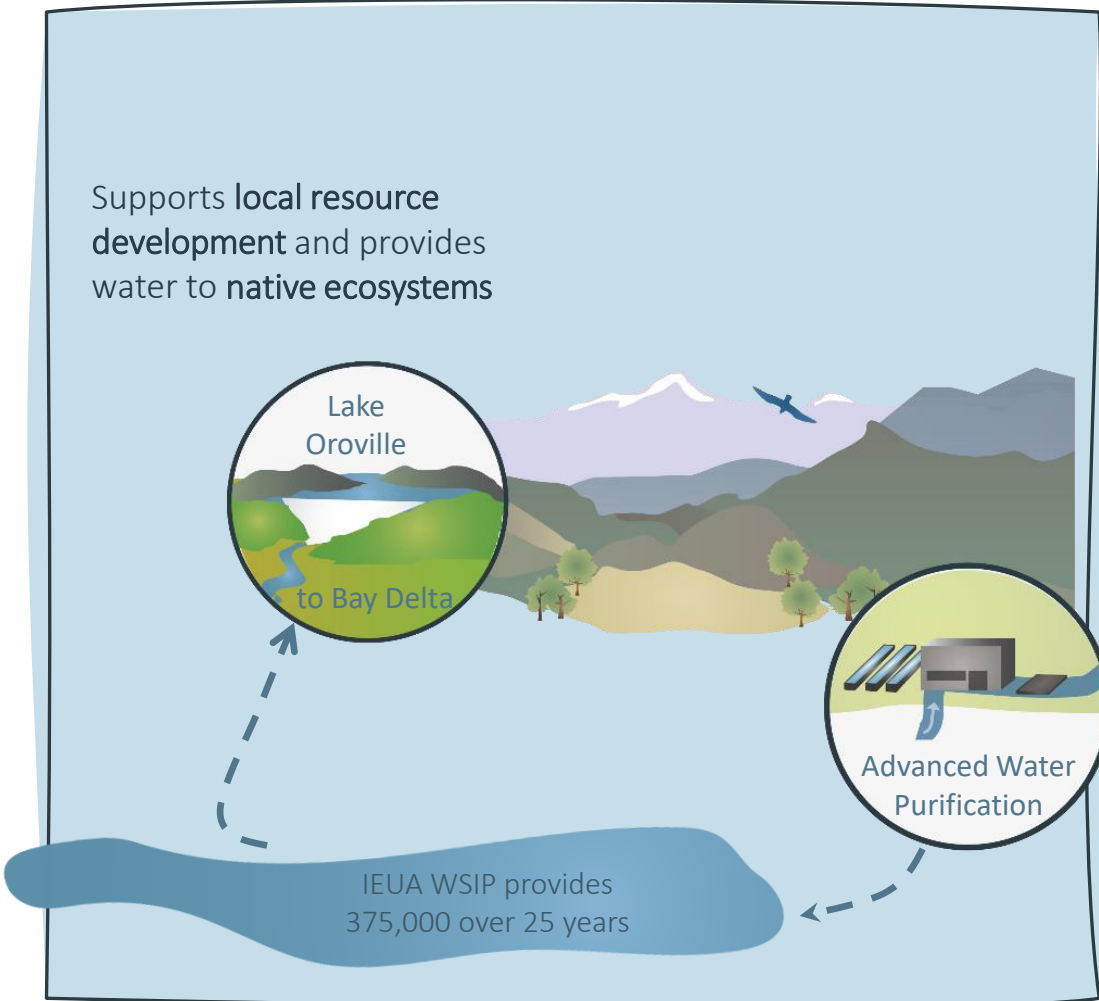 Supports local resource
development and provides
water to native ecosystems
Lake
Oroville
to Bay Delta
Advanced Water
Purification
IEUA WSIP provides
375,000 over 25 years